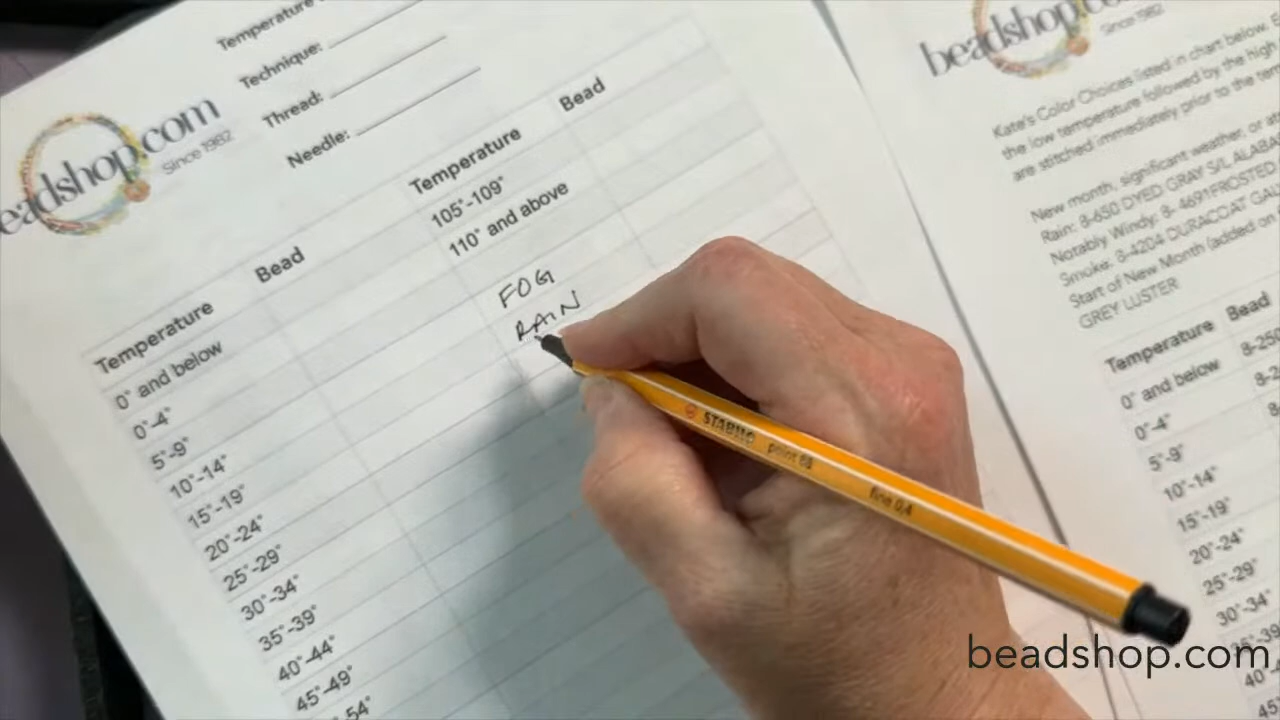 Temperature
Technique:
Thread:
Needle:
beadshop.com
Since 1982
Temperature Bead
105°-109°
110° and above
FOG
RAIN
Temperature Bead
0° and below
0°-4°
5°-9°
10°-14°
15°-19°
20°-24°
25°-29°
30°-34°
35°-39°
40°-44°
45°-49°
-54°
beadshop.com
Since 1982
Kate's Color Choices listed in chart below.
the low temperature followed by the high
are stitched immediately prior to the
New month, significant weather, or
Rain: 8-650 DYED GRAY S/L
Notably Windy: 8-4691FROSTED
Smoke: 8-4204 DURACOAT
Start of New Month (added on
GREY LUSTER
Temperature Bead
0° and below
0°-4°
5°-9°
10°-14°
15°-19°
20°-24°
25°-29°
30°-34°
STABILO point 88 fine 0,4
beadshop.com